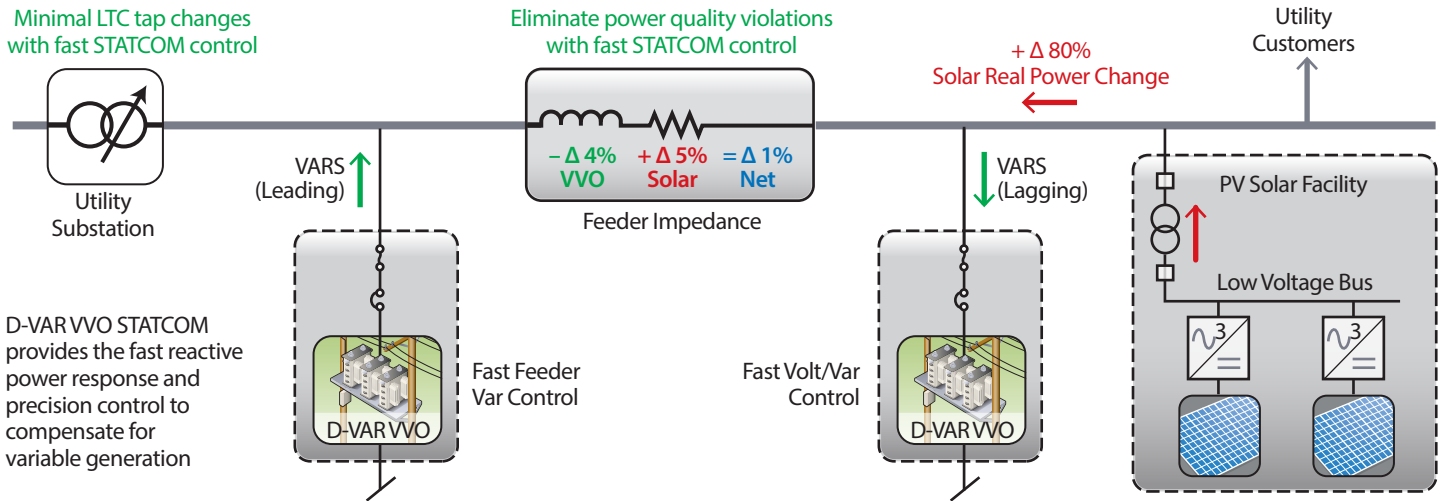 Minimal LTC tap changes
with fast STATCOM control
Eliminate power quality violations
with fast STATCOM control
+ Δ 80%
Solar Real Power Change
Utility
Customers
Utility
Substation
VARS
(Leading)
– Δ 4%
VVO
+ Δ 5%
Solar
= Δ 1%
Net
Feeder Impedance
VARS
(Lagging)
PV Solar Facility
Low Voltage Bus
3
3
D-VAR VVO STATCOM
provides the fast reactive
power response and
precision control to
compensate for
variable generation
D-VAR VVO
Fast Feeder
Var Control
Fast Volt/Var
Control
D-VAR VVO